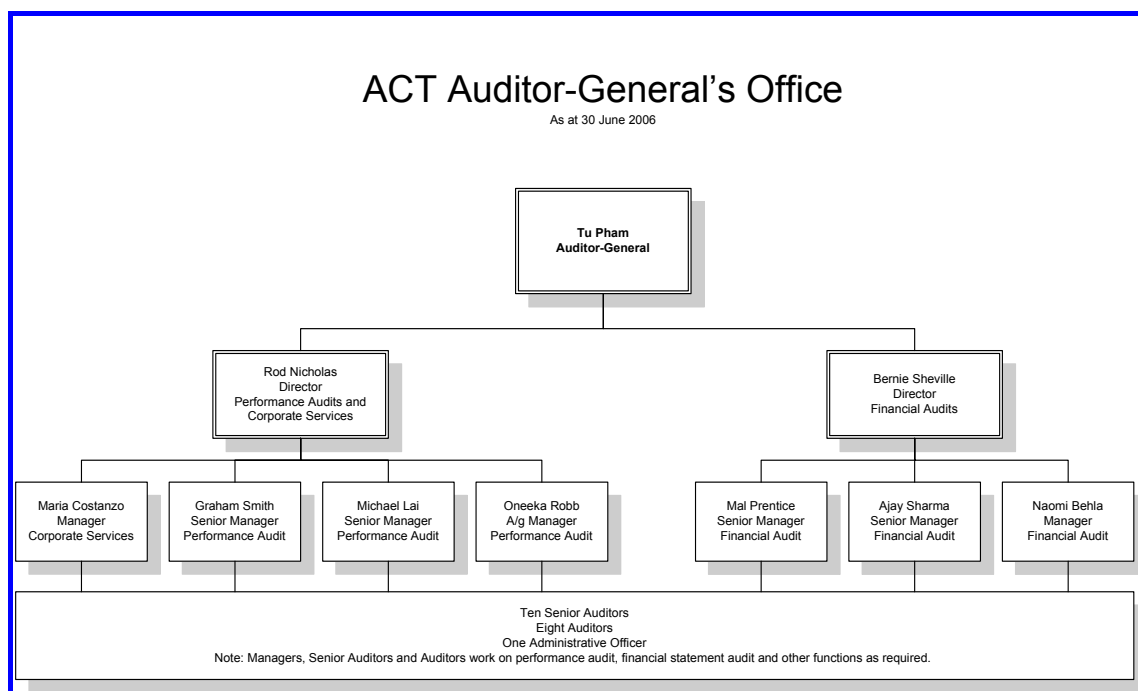 ACT Auditor-General's Office
As at 30 June 2006
Tu Pham
Auditor-General
Rod Nicholas
Director
Performance Audits and
Corporate Services
Bernie Sheville
Director
Financial Audits
Maria Costanzo
Manager
Corporate Services
Graham Smith
Senior Manager
Performance Audit
Michael Lai
Senior Manager
Performance Audit
Oneeka Robb
A/g Manager
Performance Audit
Mal Prentice
Senior Manager
Financial Audit
Ajay Sharma
Senior Manager
Financial Audit
Naomi Behla
Manager
Financial Audit
Ten Senior Auditors
Eight Auditors
One Administrative Officer
Note: Managers, Senior Auditors and Auditors work on performance audit, financial statement audit and other functions as required.